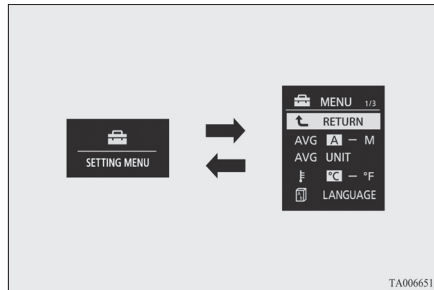 SETTING MENU
MENU 1/3
RETURN
AVG A – M
AVG UNIT
°C – °F
LANGUAGE
TA006651